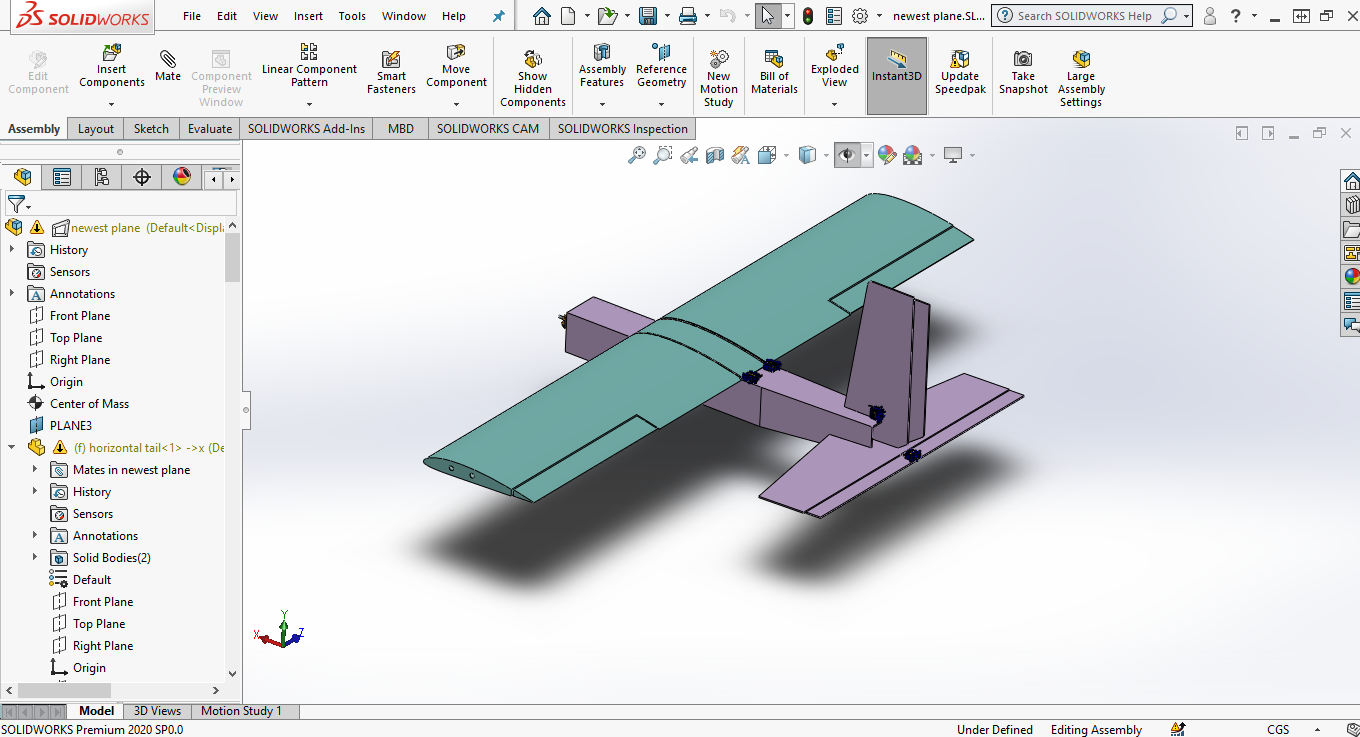 SOLIDWORKS
File Edit View Insert Tools Window Help
newest plane.SL...
Search SOLIDWORKS Help
Edit Component
Insert Components
Mate
Component Preview Window
Linear Component Pattern
Smart Fasteners
Move Component
Show Hidden Components
Assembly Features
Reference Geometry
New Motion Study
Bill of Materials
Exploded View
Instant3D
Update Speedpak
Take Snapshot
Large Assembly Settings
Assembly Layout Sketch Evaluate SOLIDWORKS Add-Ins MBD SOLIDWORKS CAM SOLIDWORKS Inspection
newest plane (Default<Displa
History
Sensors
Annotations
Front Plane
Top Plane
Right Plane
Origin
Center of Mass
PLANE3
(f) horizontal tail<1> ->x (De
Mates in newest plane
History
Sensors
Annotations
Solid Bodies(2)
Default
Front Plane
Top Plane
Right Plane
Origin
Y
X Z
Model 3D Views Motion Study 1
SOLIDWORKS Premium 2020 SP0.0 Under Defined Editing Assembly CGS